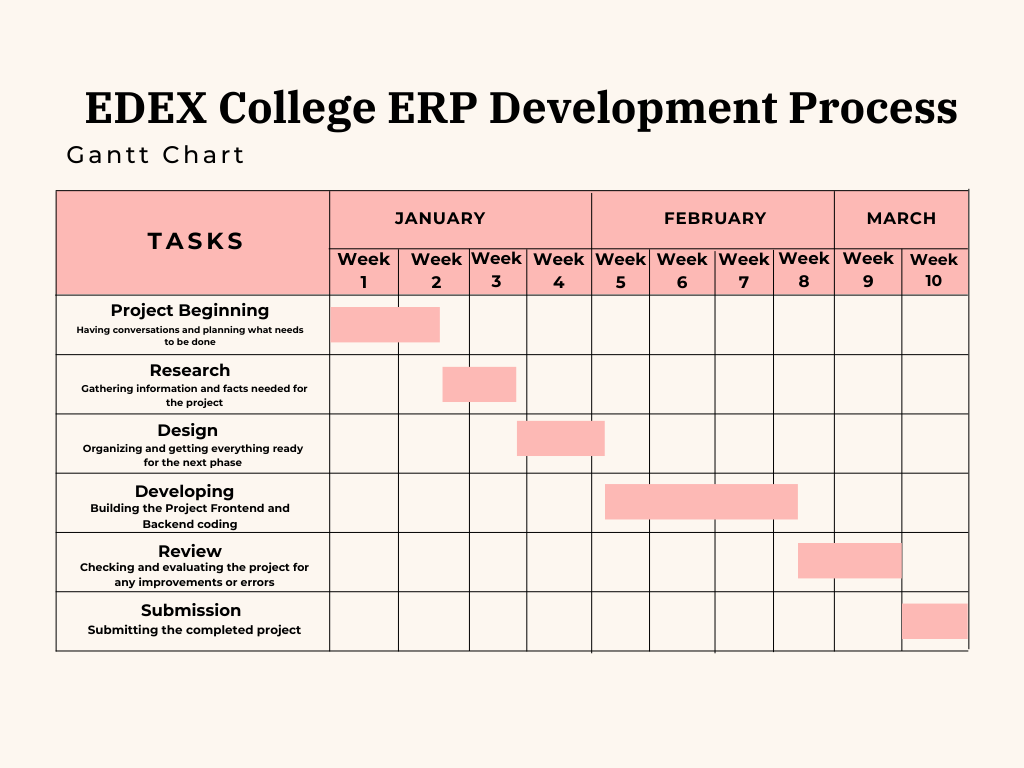 EDEX College ERP Development Process
Gantt Chart
TASKS
JANUARY
FEBRUARY
MARCH
Week 1
Week 2
Week 3
Week 4
Week 5
Week 6
Week 7
Week 8
Week 9
Week 10
Project Beginning
Having conversations and planning what needs
to be done
Research
Gathering information and facts needed for
the project
Design
Organizing and getting everything ready
for the next phase
Developing
Building the Project Frontend and
Backend coding
Review
Checking and evaluating the project for
any improvements or errors
Submission
Submitting the completed project